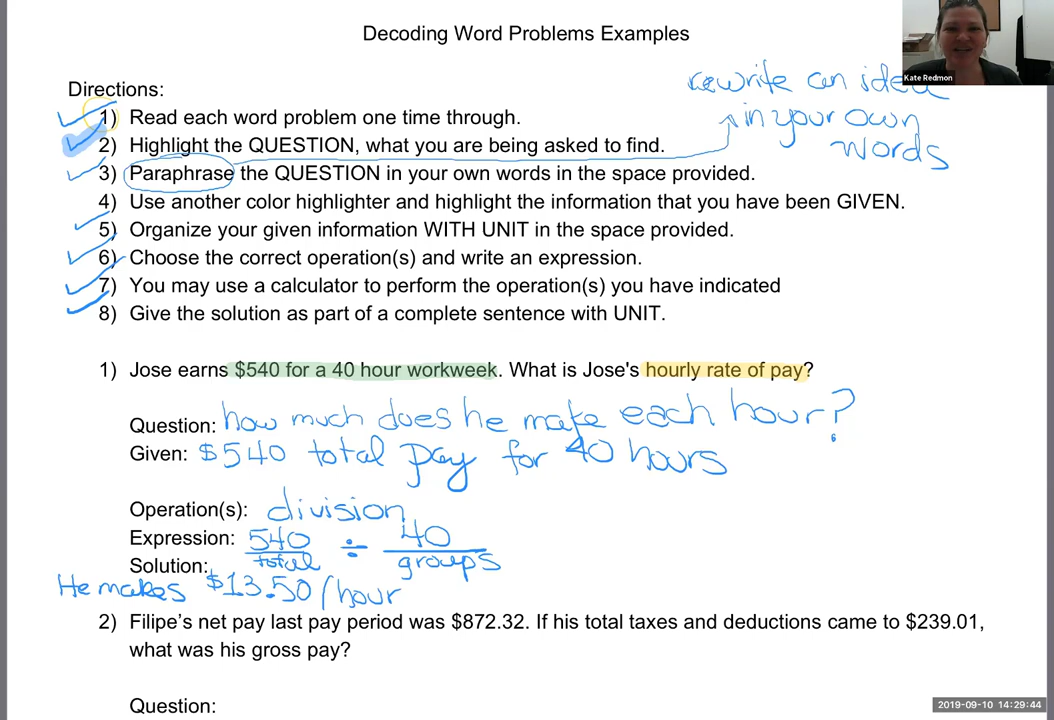 Decoding Word Problems Examples
Kate Redmon
rewrite an idea
in your own
words
Directions:
1) Read each word problem one time through.
2) Highlight the QUESTION, what you are being asked to find.
3) Paraphrase the QUESTION in your own words in the space provided.
4) Use another color highlighter and highlight the information that you have been GIVEN.
5) Organize your given information WITH UNIT in the space provided.
6) Choose the correct operation(s) and write an expression.
7) You may use a calculator to perform the operation(s) you have indicated
8) Give the solution as part of a complete sentence with UNIT.
1) Jose earns $540 for a 40 hour workweek. What is Jose's hourly rate of pay?
Question: how much does he make each hour?
Given: $540 total pay for 40 hours
Operation(s): division
Expression: 540 ÷ 40
Solution: total groups
He makes $13.50/hour
2) Filipe’s net pay last pay period was $872.32. If his total taxes and deductions came to $239.01,
what was his gross pay?
Question:
2019-09-10 14:29:44